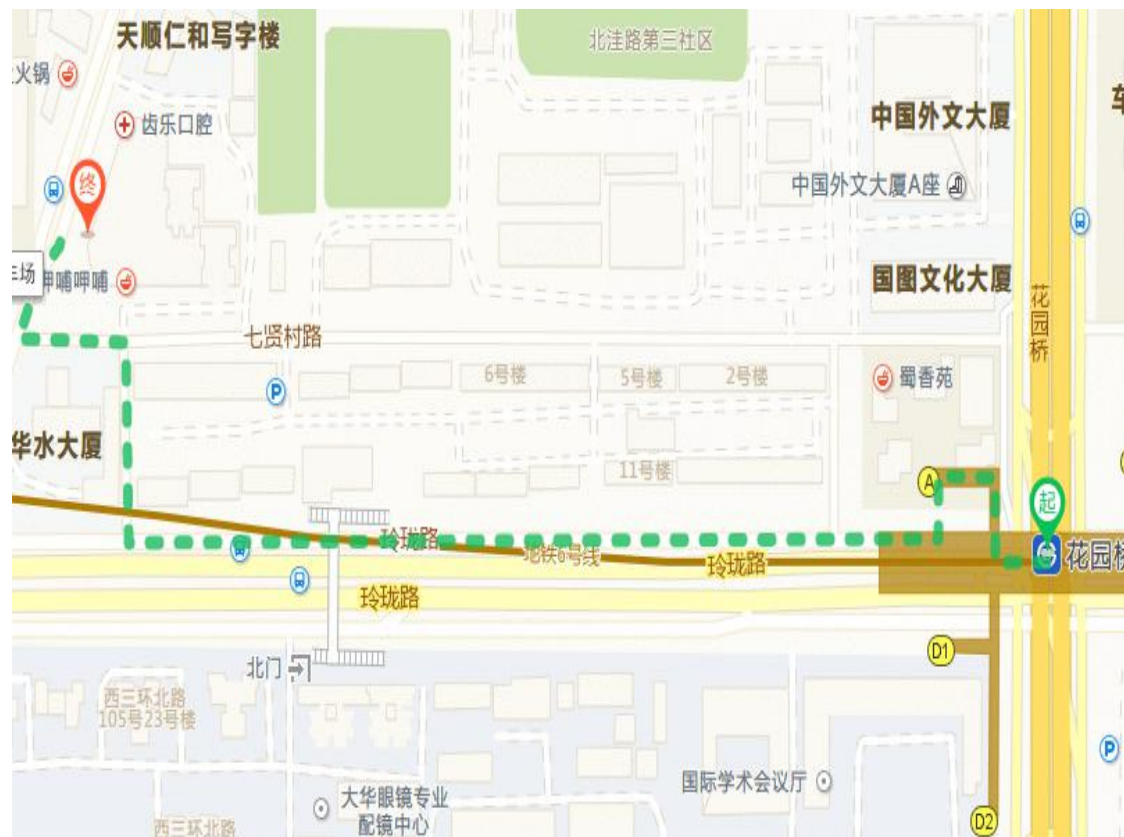 天顺仁和写字楼
北洼路第三社区
火锅
齿乐口腔
中国外文大厦
车
终
中国外文大厦A座
车场
呷哺呷哺
国图文化大厦
花园桥
七贤村路
P
6号楼
5号楼
2号楼
蜀香苑
华水大厦
11号楼
A
起
玲珑路
地铁6号线
玲珑路
花园桥
玲珑路
D1
北门
西三环北路
105号23号楼
P
国际学术会议厅
大华眼镜专业
配镜中心
西三环北路
D2